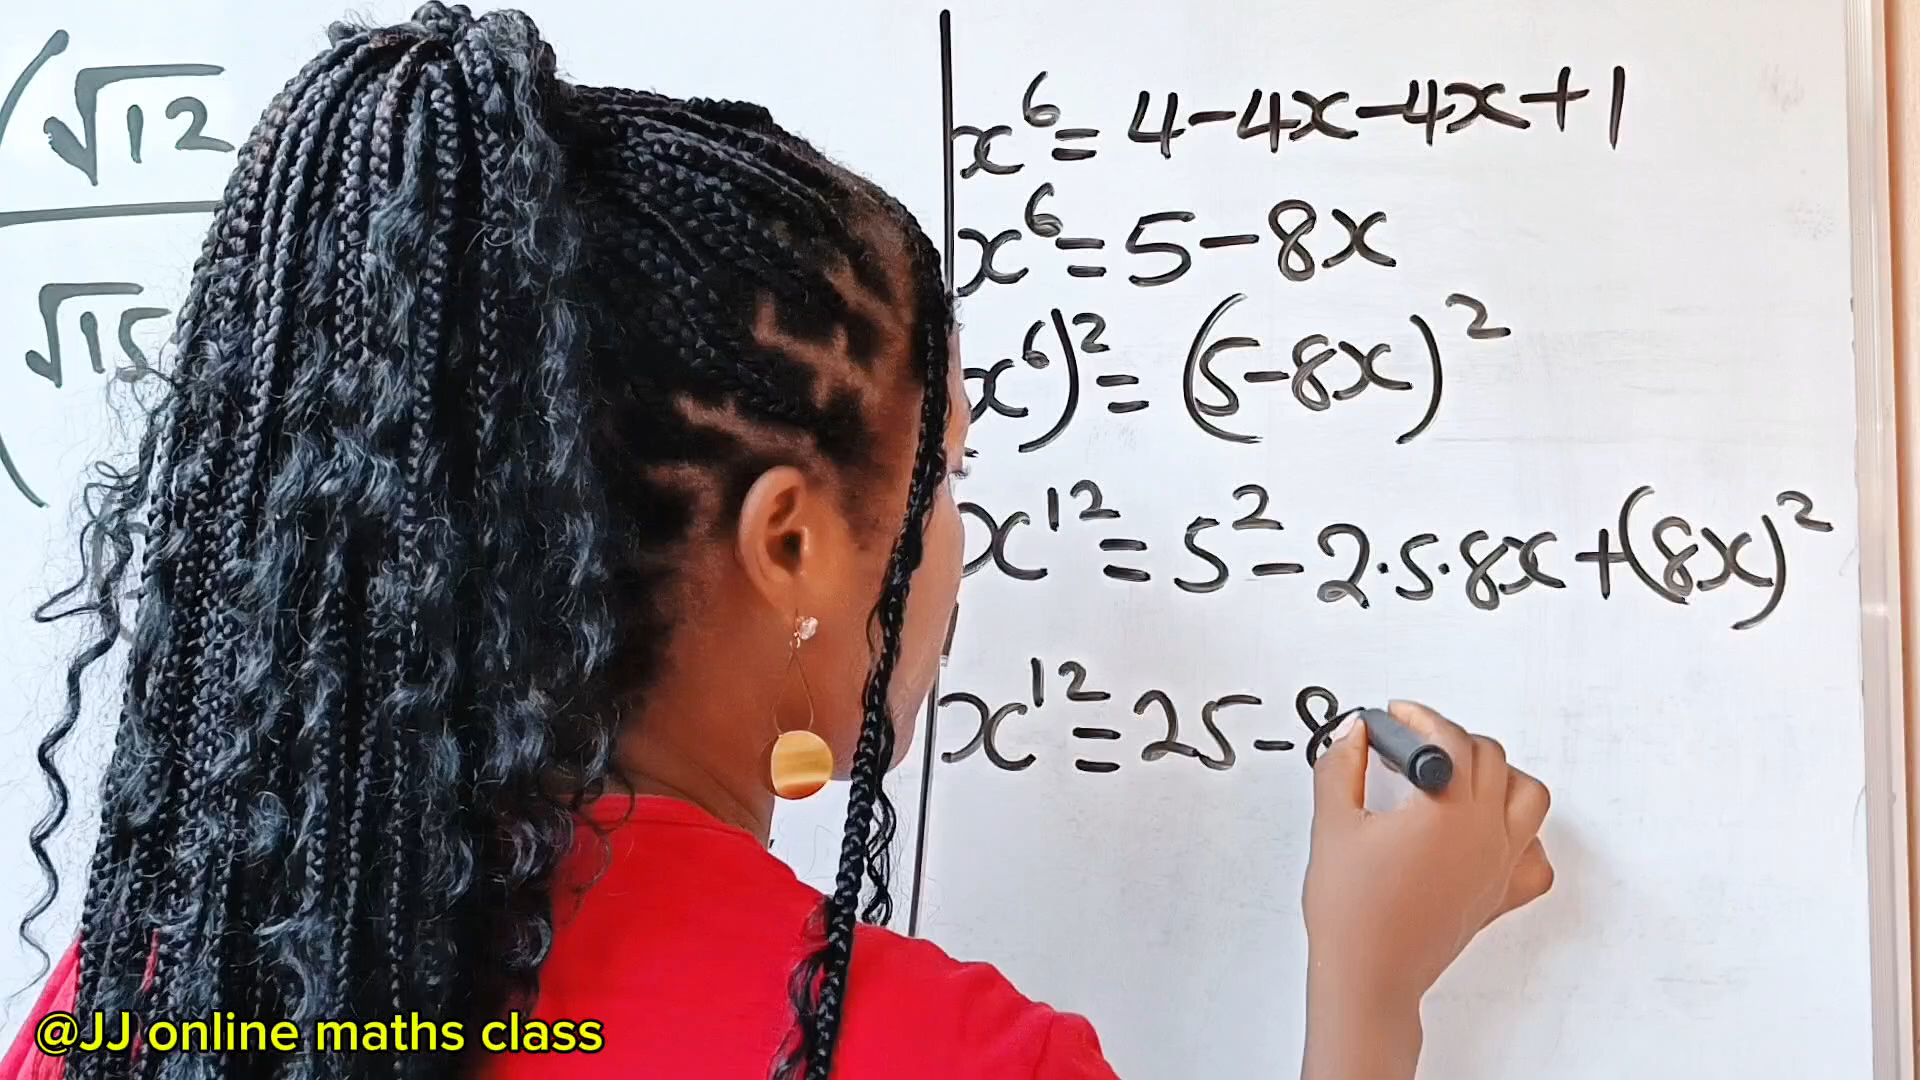 (√12
√15
x⁶ = 4-4x-4x+1
x⁶ = 5-8x
x⁶)² = (5-8x)²
x¹² = 5²-2·5·8x+(8x)²
x¹² = 25-8
@JJ online maths class